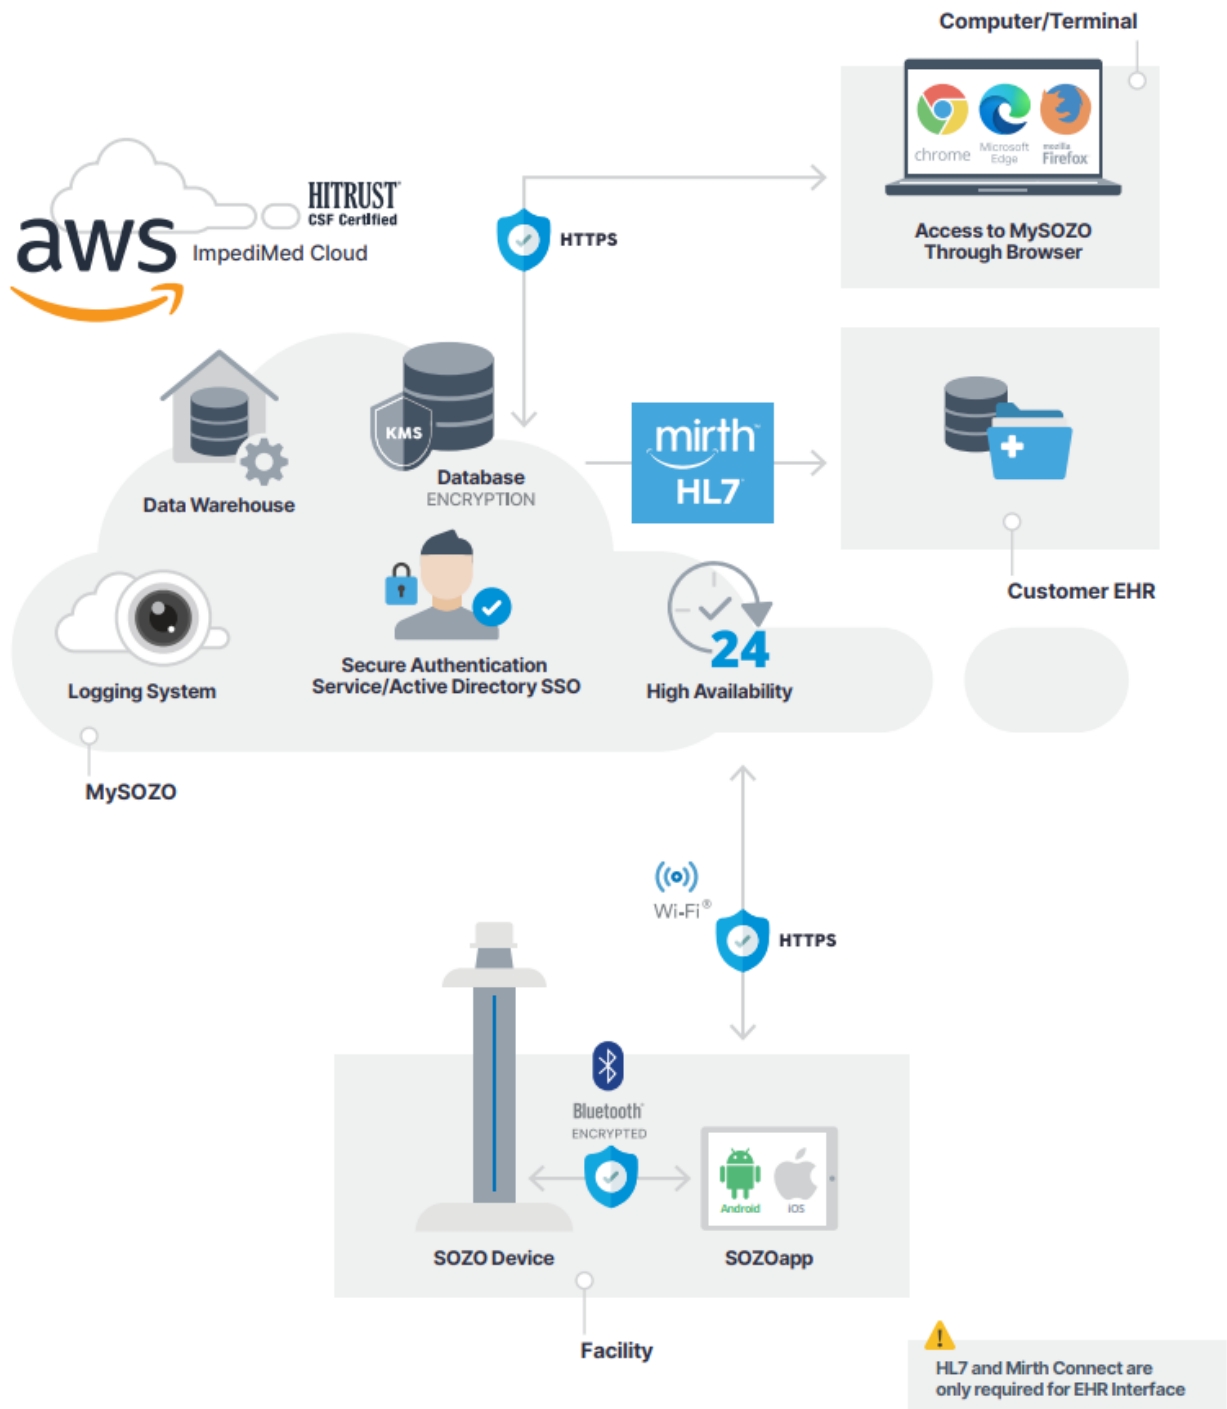 Computer/Terminal
chrome
Microsoft
Edge
mozilla
Firefox
Access to MySOZO
Through Browser
HITRUST
CSF Certified
aws
ImpediMed Cloud
HTTPS
KMS
Data Warehouse
Database
ENCRYPTION
mirth™
HL7
Customer EHR
Logging System
Secure Authentication
Service/Active Directory SSO
24
High Availability
MySOZO
Wi-Fi®
HTTPS
Bluetooth
ENCRYPTED
Android
iOS
SOZO Device
SOZOapp
Facility
HL7 and Mirth Connect are
only required for EHR Interface